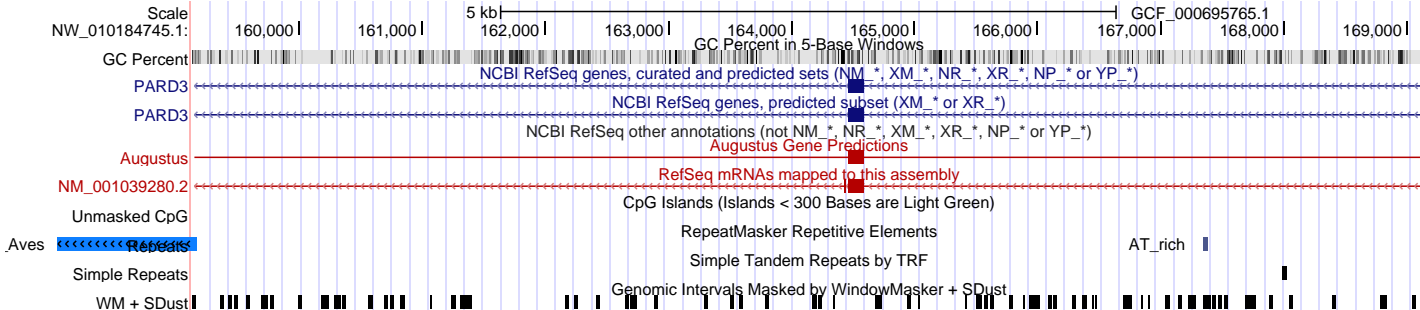 Scale 5 kb GCF_000695765.1
NW_010184745.1: 160,000 161,000 162,000 163,000 164,000 165,000 166,000 167,000 168,000 169,000
GC Percent in 5-Base Windows
GC Percent
NCBI RefSeq genes, curated and predicted sets (NM_*, XM_*, NR_*, XR_*, NP_* or YP_*)
PARD3
NCBI RefSeq genes, predicted subset (XM_* or XR_*)
PARD3
NCBI RefSeq other annotations (not NM_*, NR_*, XM_*, XR_*, NP_* or YP_*)
Augustus Gene Predictions
Augustus
RefSeq mRNAs mapped to this assembly
NM_001039280.2
CpG Islands (Islands < 300 Bases are Light Green)
Unmasked CpG
RepeatMasker Repetitive Elements
_Aves Repeats AT_rich
Simple Tandem Repeats by TRF
Simple Repeats
Genomic Intervals Masked by WindowMasker + SDust
WM + SDust